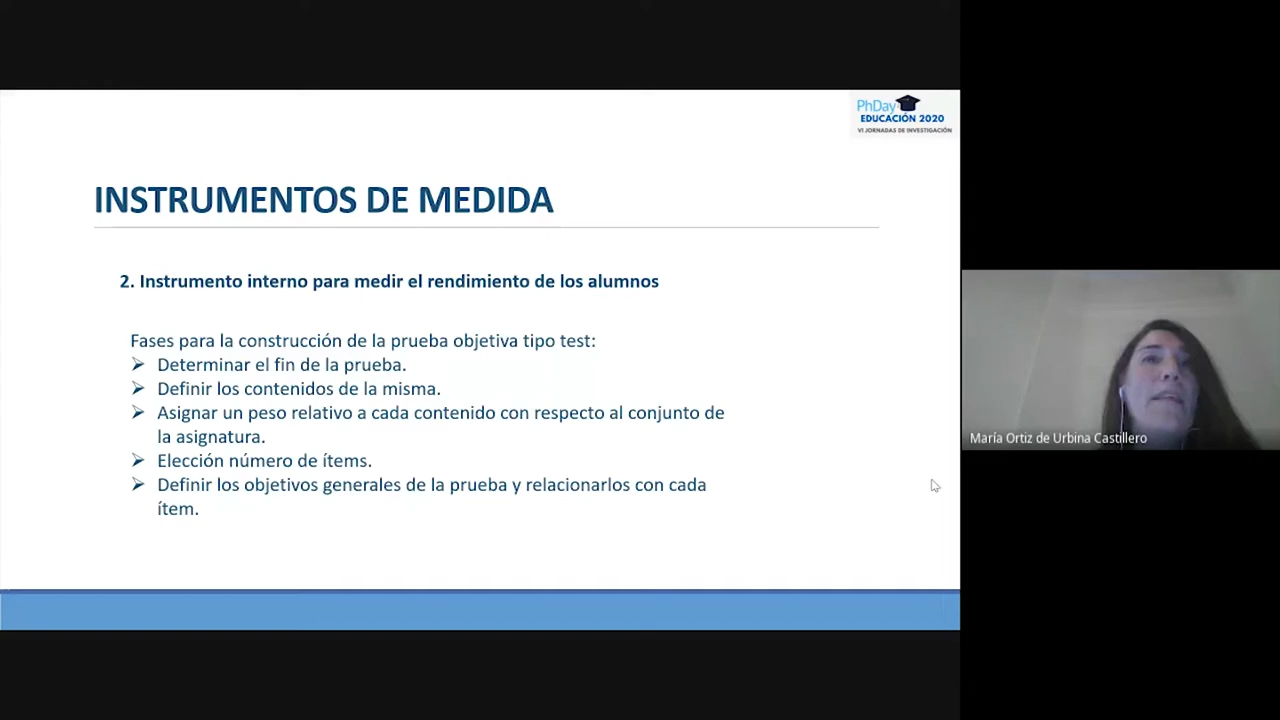 PhDay
EDUCACIÓN 2020
VI JORNADAS DE INVESTIGACIÓN
INSTRUMENTOS DE MEDIDA
2. Instrumento interno para medir el rendimiento de los alumnos
Fases para la construcción de la prueba objetiva tipo test:
➢ Determinar el fin de la prueba.
➢ Definir los contenidos de la misma.
➢ Asignar un peso relativo a cada contenido con respecto al conjunto de
la asignatura.
➢ Elección número de ítems.
➢ Definir los objetivos generales de la prueba y relacionarlos con cada
ítem.
María Ortiz de Urbina Castillero